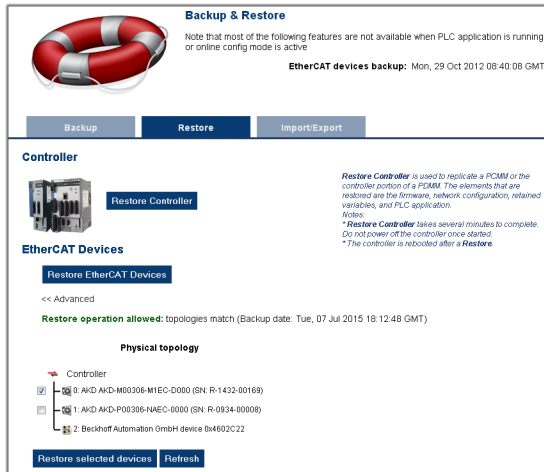 Backup & Restore
Note that most of the following features are not available when PLC application is running
or online config mode is active
EtherCAT devices backup: Mon, 29 Oct 2012 08:40:08 GMT
Backup
Restore
Import/Export
Controller
Restore Controller
Restore Controller is used to replicate a PCMM or the
controller portion of a PDMM. The elements that are
restored are the firmware, network configuration, retained
variables, and PLC application.
Notes:
* Restore Controller takes several minutes to complete.
Do not power off the controller once started.
* The controller is rebooted after a Restore.
EtherCAT Devices
Restore EtherCAT Devices
<< Advanced
Restore operation allowed: topologies match (Backup date: Tue, 07 Jul 2015 18:12:48 GMT)
Physical topology
Controller
0: AKD AKD-M00306-M1EC-D000 (SN: R-1432-00169)
1: AKD AKD-P00306-NAEC-0000 (SN: R-0934-00008)
2: Beckhoff Automation GmbH device 0x4602C22
Restore selected devices
Refresh